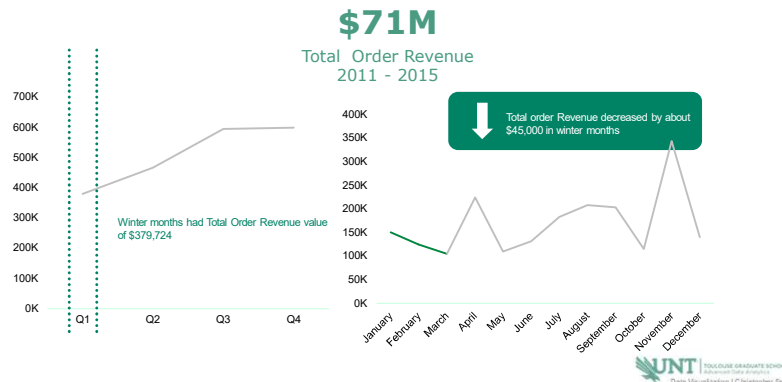 $71M
Total Order Revenue
2011 - 2015
700K
600K
500K
400K
300K
200K
100K
0K
Q1
Q2
Q3
Q4
Winter months had Total Order Revenue value
of $379,724
400K
350K
300K
250K
200K
150K
100K
50K
0K
January
February
March
April
May
June
July
August
September
October
November
December
Total order Revenue decreased by about
$45,000 in winter months
UNT
TOULOUSE GRADUATE SCHOOL
Advanced Data Analytics